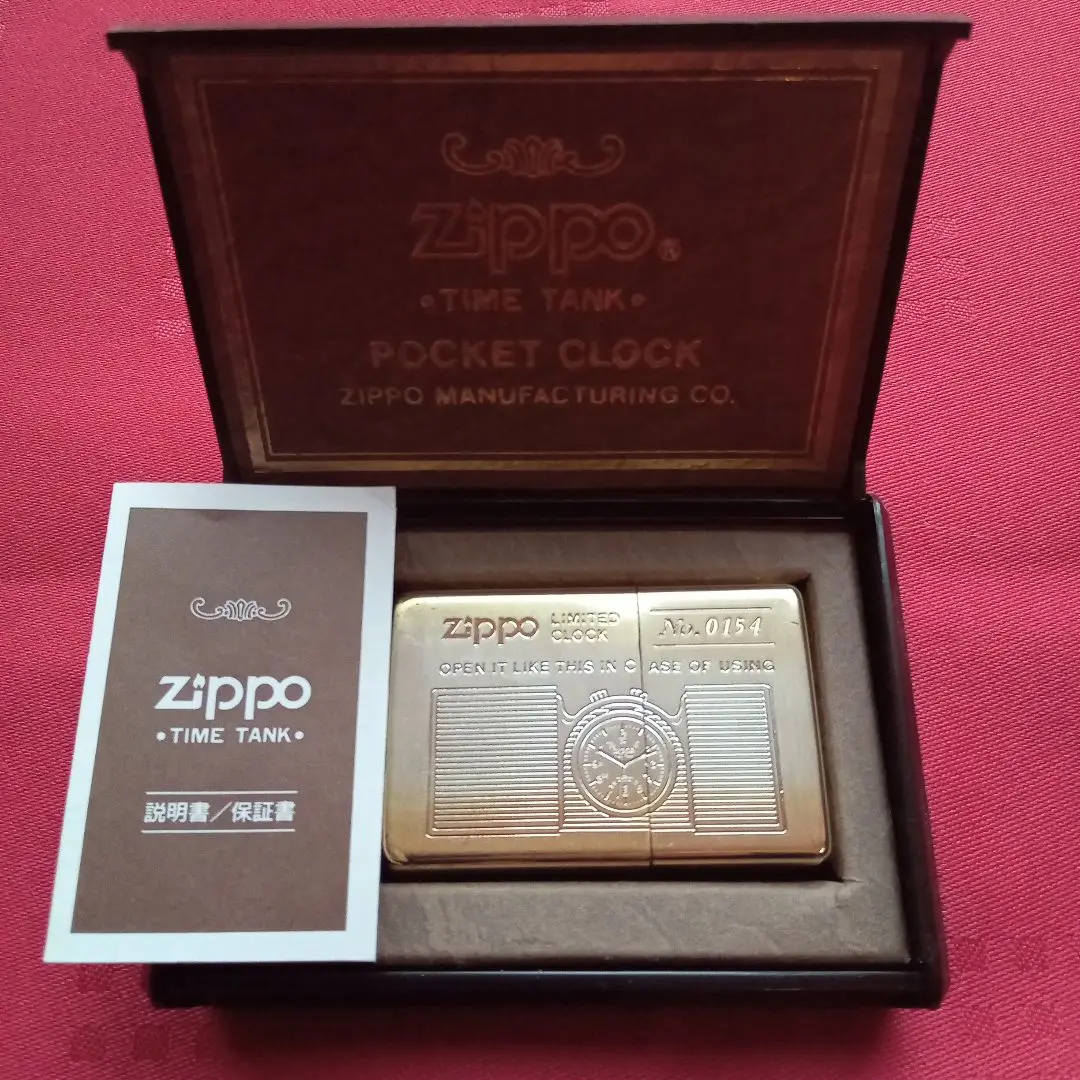 Zippo®
•TIME TANK•
POCKET CLOCK
ZIPPO MANUFACTURING CO.
Zippo
•TIME TANK•
説明書/保証書
Zippo LIMITED CLOCK
No. 0154
OPEN IT LIKE THIS IN CASE OF USING